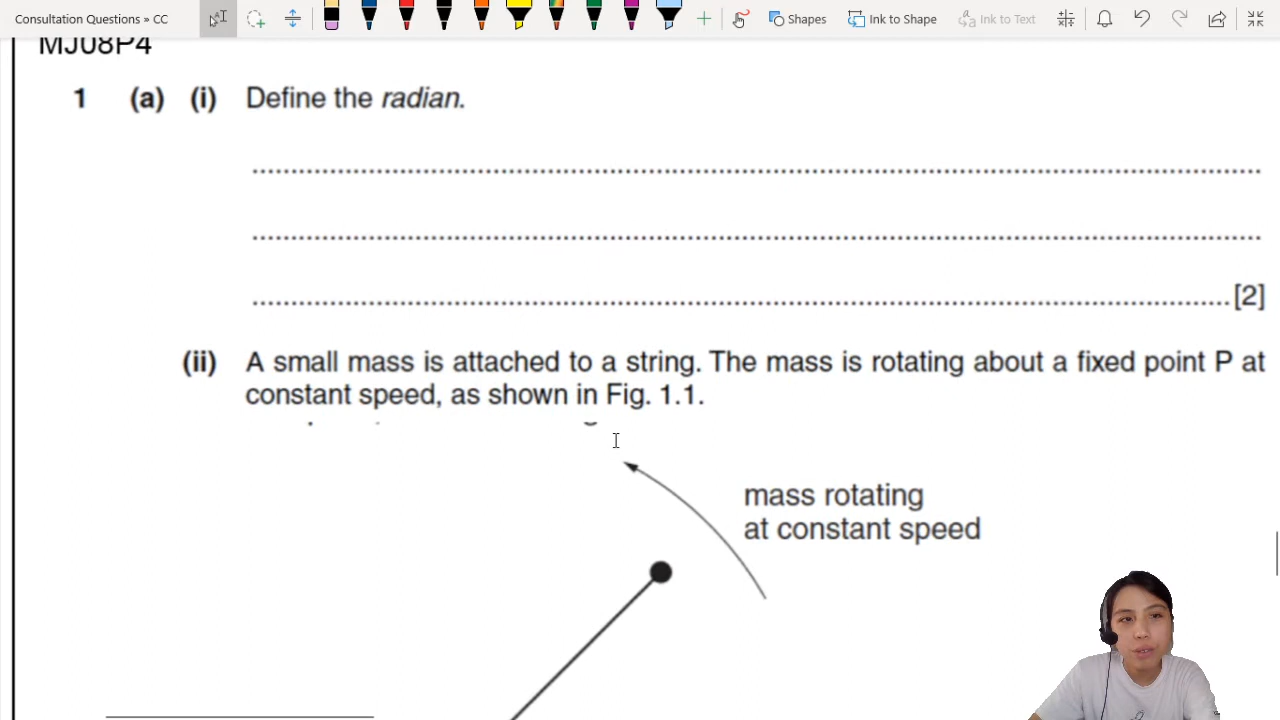 Consultation Questions » CC
Shapes
Ink to Shape
Ink to Text
MJ08P4
1 (a) (i) Define the radian.
[2]
(ii) A small mass is attached to a string. The mass is rotating about a fixed point P at
constant speed, as shown in Fig. 1.1.
mass rotating
at constant speed